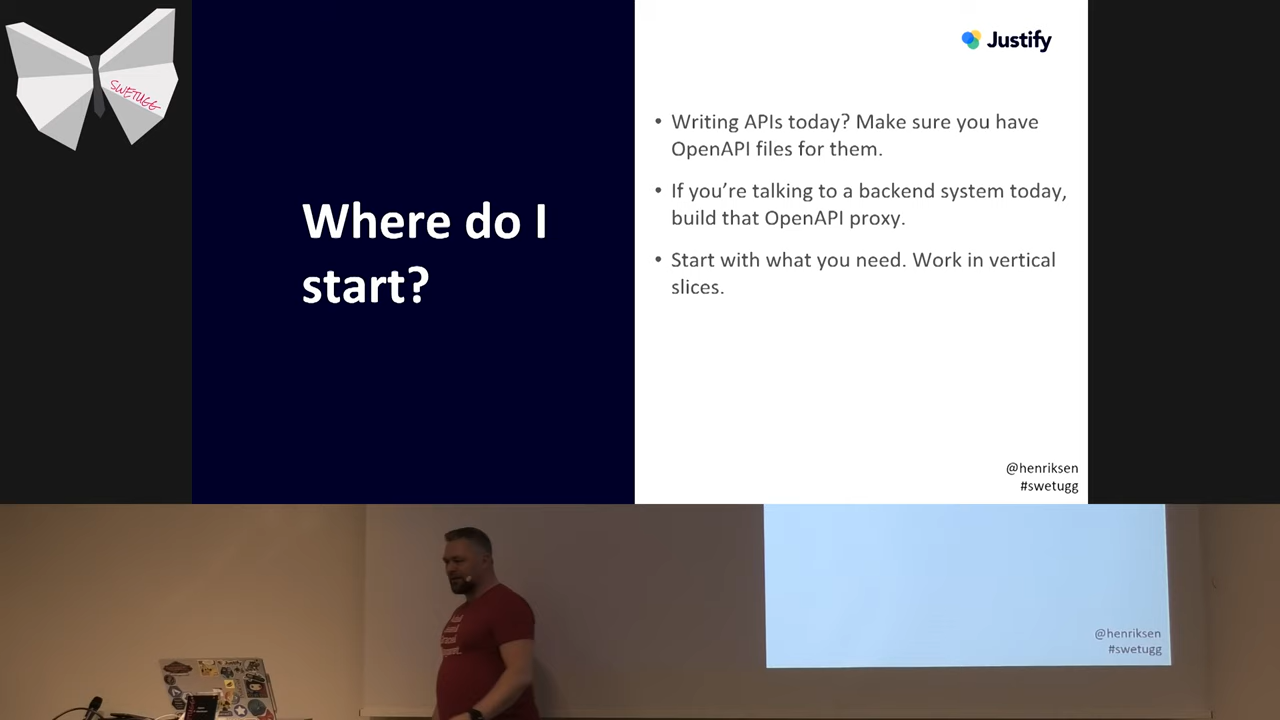 SWETUGG
Justify
Where do I
start?
• Writing APIs today? Make sure you have
OpenAPI files for them.
• If you’re talking to a backend system today,
build that OpenAPI proxy.
• Start with what you need. Work in vertical
slices.
@henriksen
#swetugg
@henriksen
#swetugg